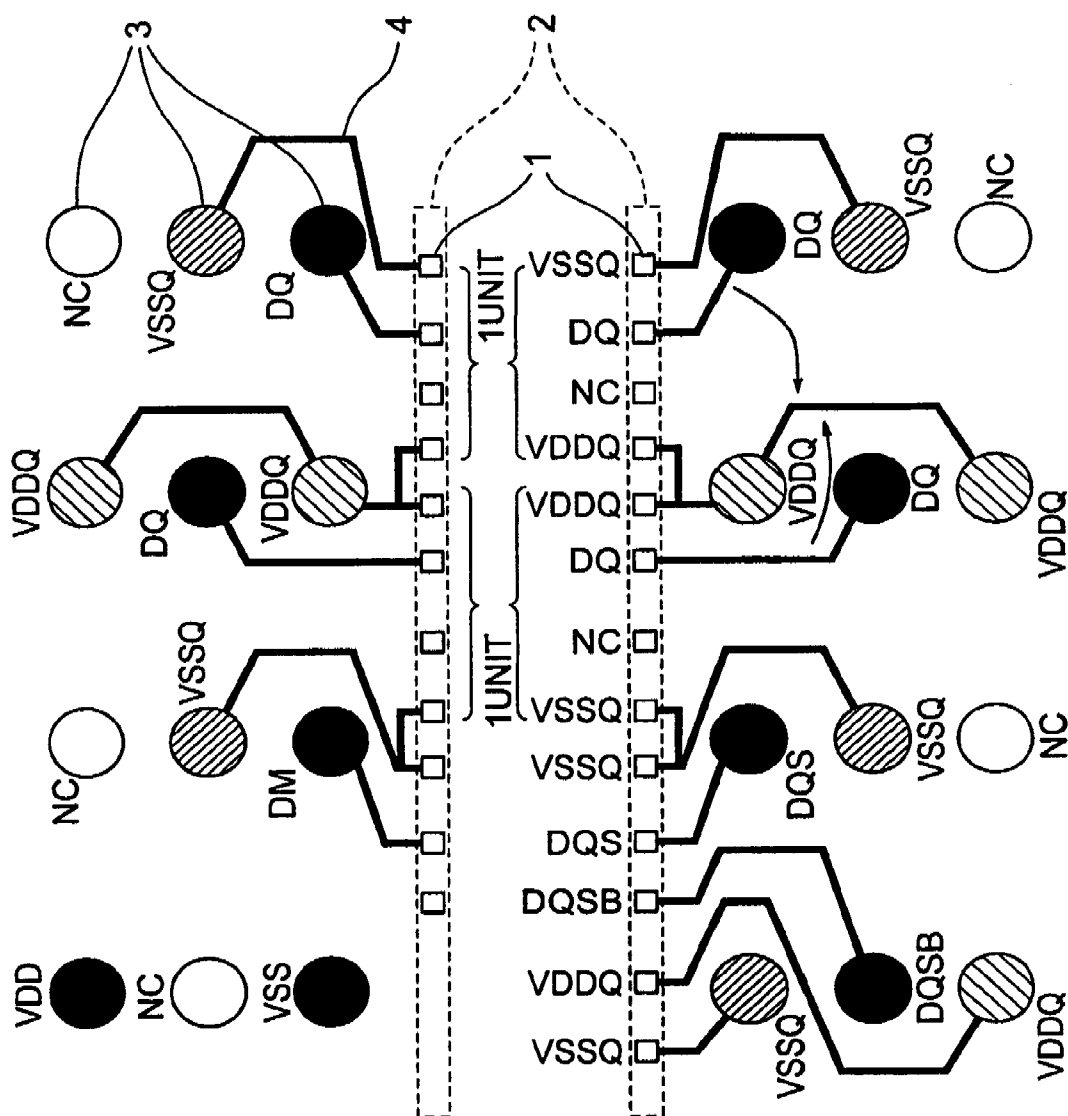 3
4
2
1
NC
VSSQ
DQ
VDDQ
DQ
VDDQ
NC
VSSQ
DM
VDD
NC
VSS
1UNIT
1UNIT
VSSQ
DQ
NC
VDDQ
VDDQ
DQ
NC
VSSQ
VSSQ
DQS
DQSB
VDDQ
VSSQ
DQ
VSSQ
NC
VDDQ
DQ
VDDQ
DQS
VSSQ
NC
VSSQ
DQSB
VDDQ